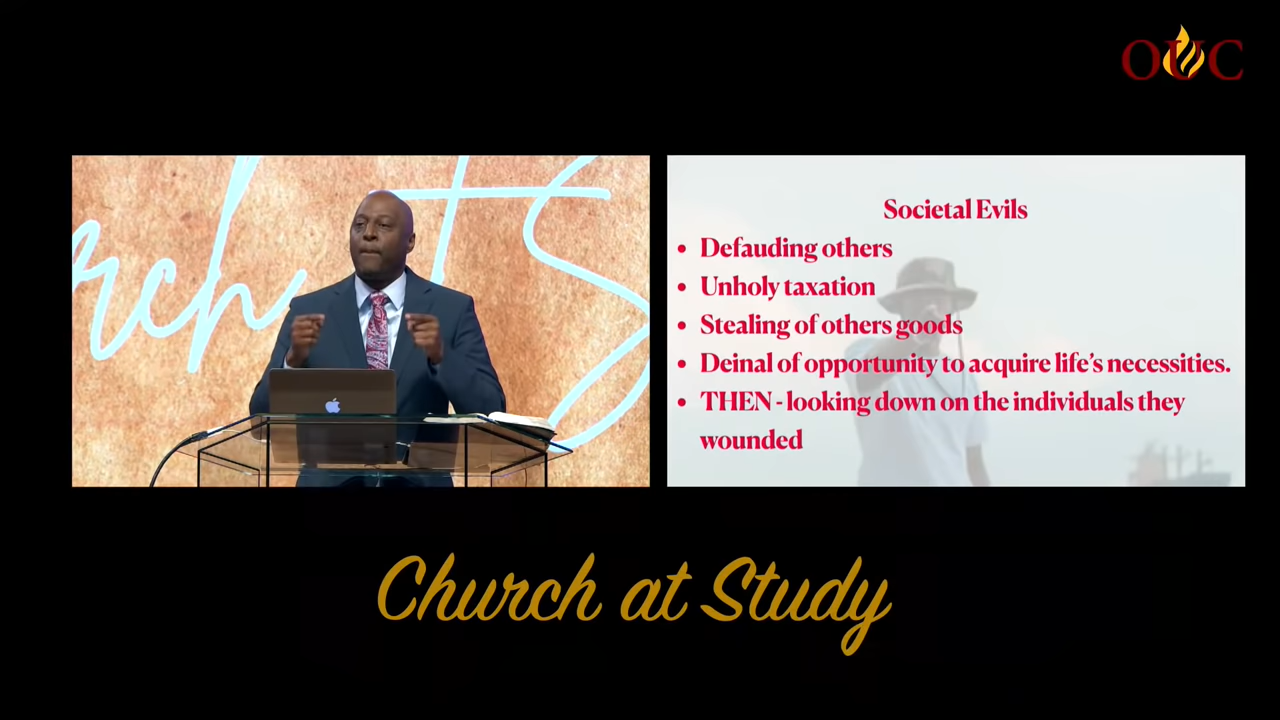 OUC
Societal Evils
• Defauding others
• Unholy taxation
• Stealing of others goods
• Deinal of opportunity to acquire life's necessities.
• THEN - looking down on the individuals they
wounded
Church at Study